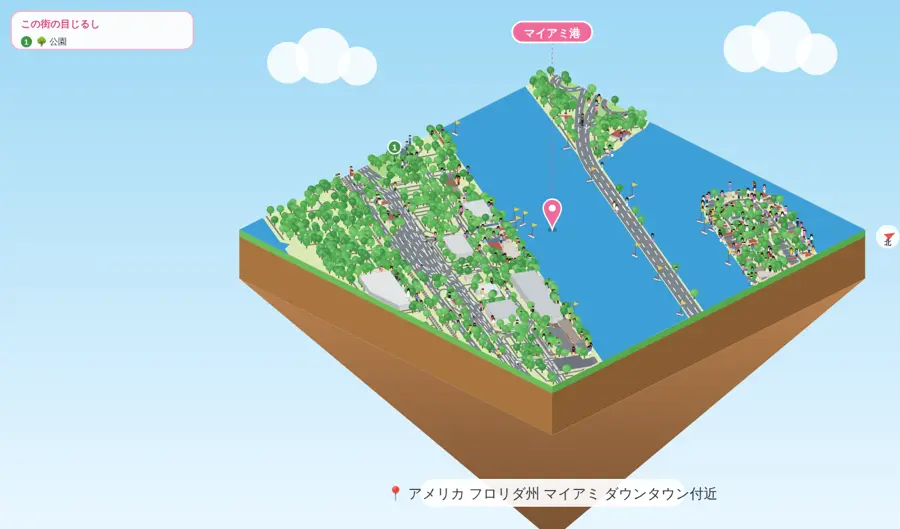 この街の目じるし
1 🌳 公園
マイアミ港
1
北
📍 アメリカ フロリダ州 マイアミ ダウンタウン付近